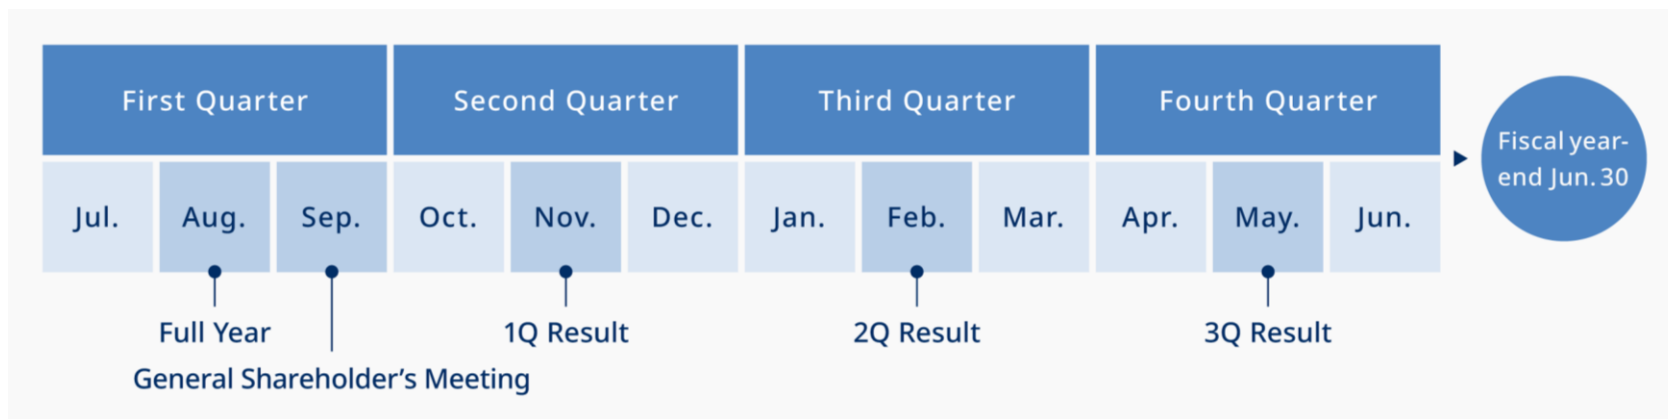 First Quarter
Second Quarter
Third Quarter
Fourth Quarter
Jul.
Aug.
Sep.
Oct.
Nov.
Dec.
Jan.
Feb.
Mar.
Apr.
May.
Jun.
Fiscal year-
end Jun. 30
Full Year
1Q Result
2Q Result
3Q Result
General Shareholder’s Meeting